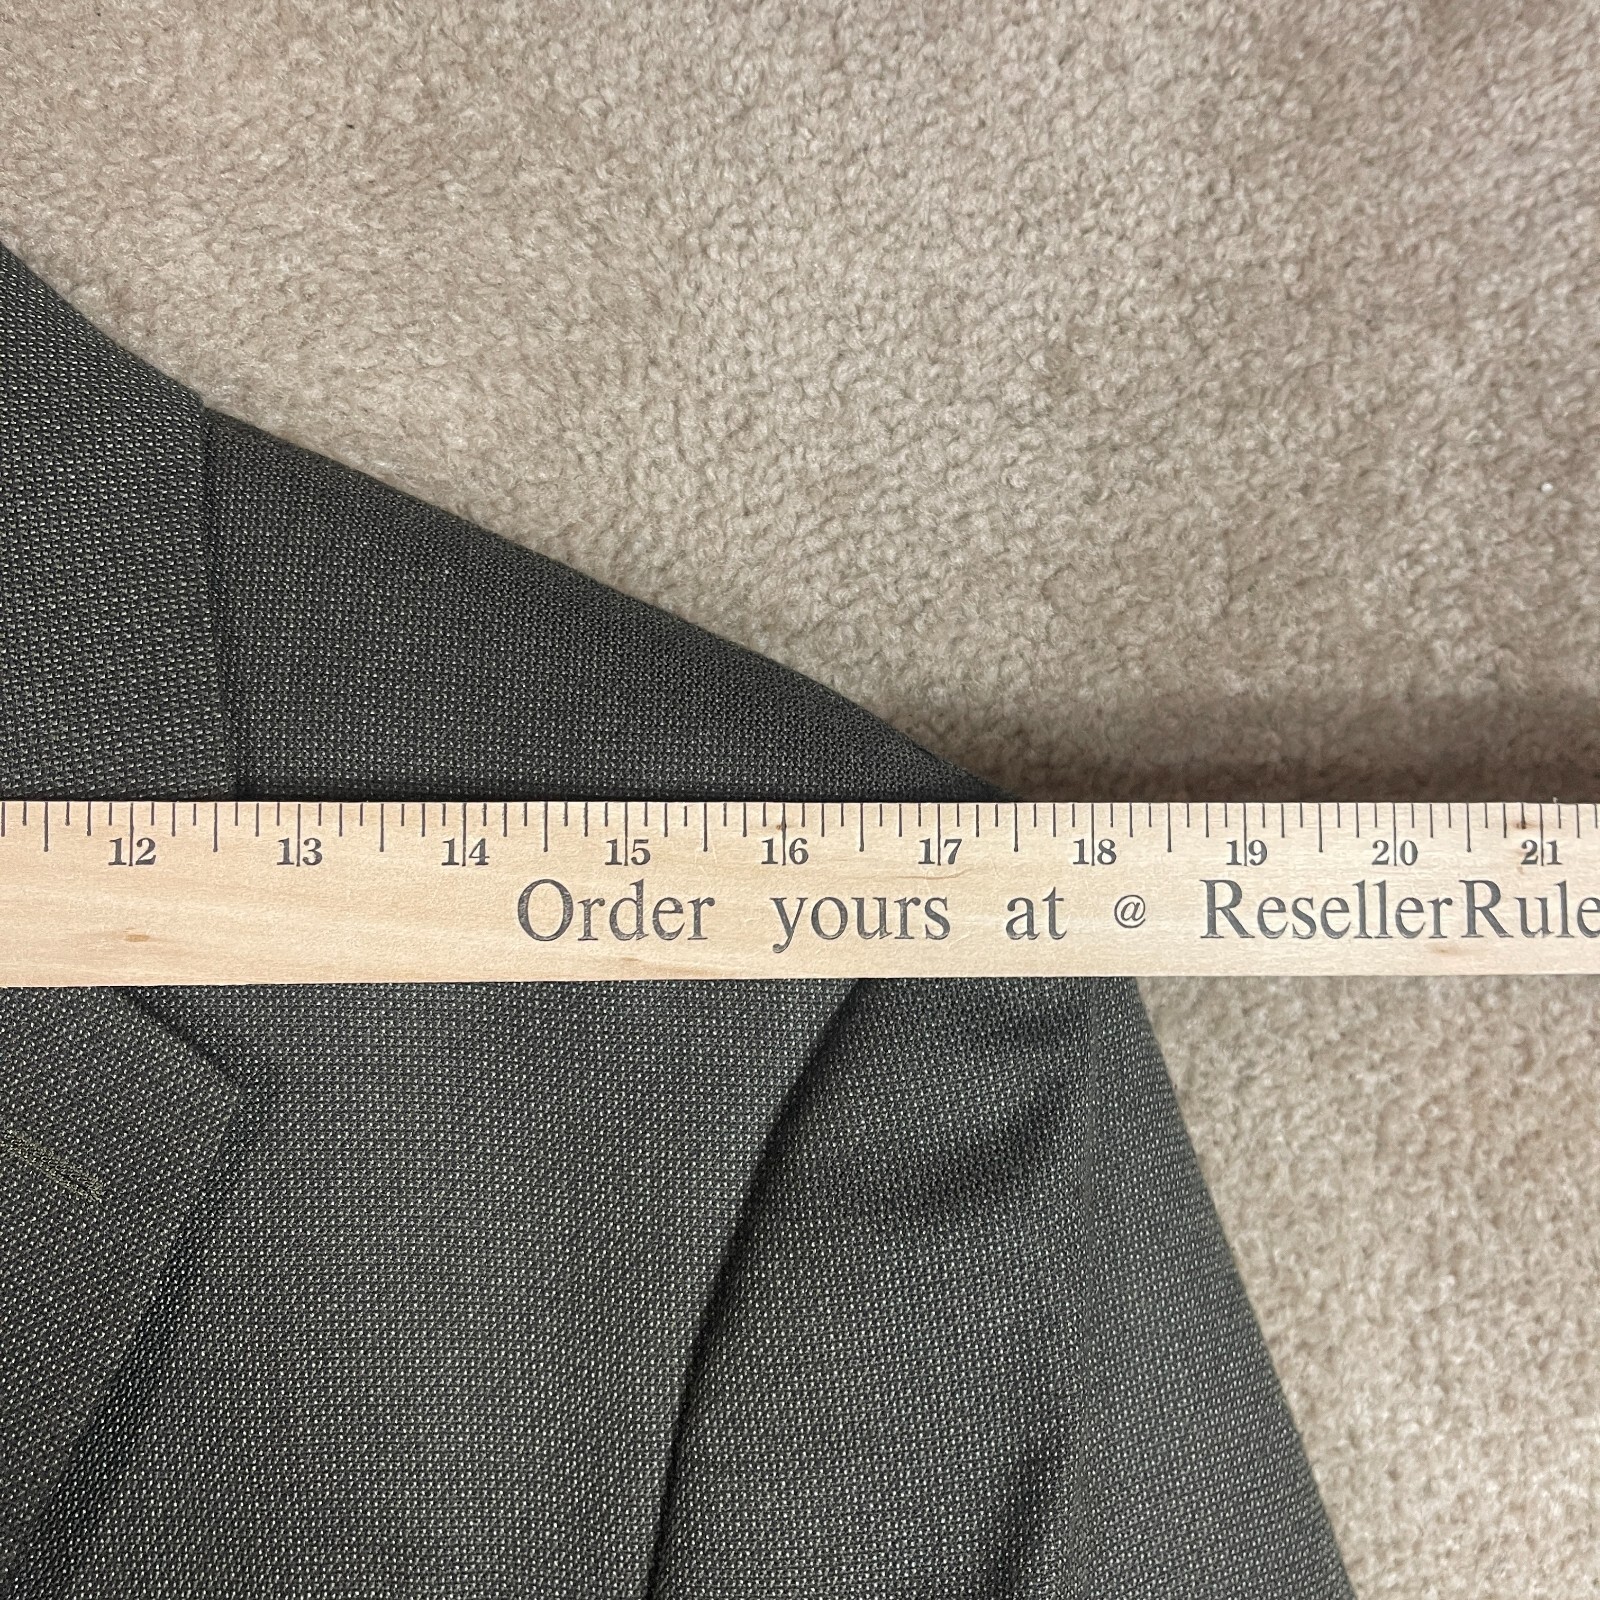 12 13 14 15 16 17 18 19 20 21
Order yours at @ ResellerRule